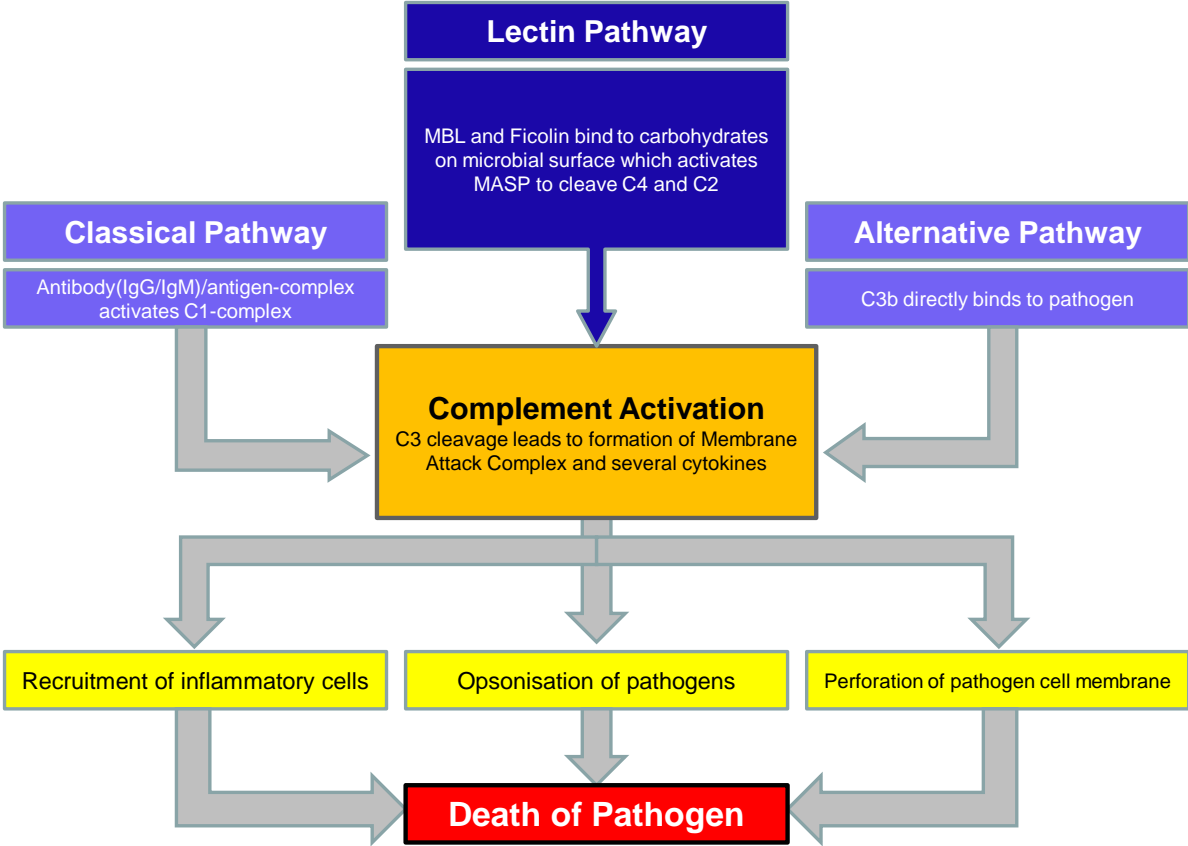 Lectin Pathway
MBL and Ficolin bind to carbohydrates
on microbial surface which activates
MASP to cleave C4 and C2
Classical Pathway
Antibody(IgG/IgM)/antigen-complex
activates C1-complex
Alternative Pathway
C3b directly binds to pathogen
Complement Activation
C3 cleavage leads to formation of Membrane
Attack Complex and several cytokines
Recruitment of inflammatory cells
Opsonisation of pathogens
Perforation of pathogen cell membrane
Death of Pathogen